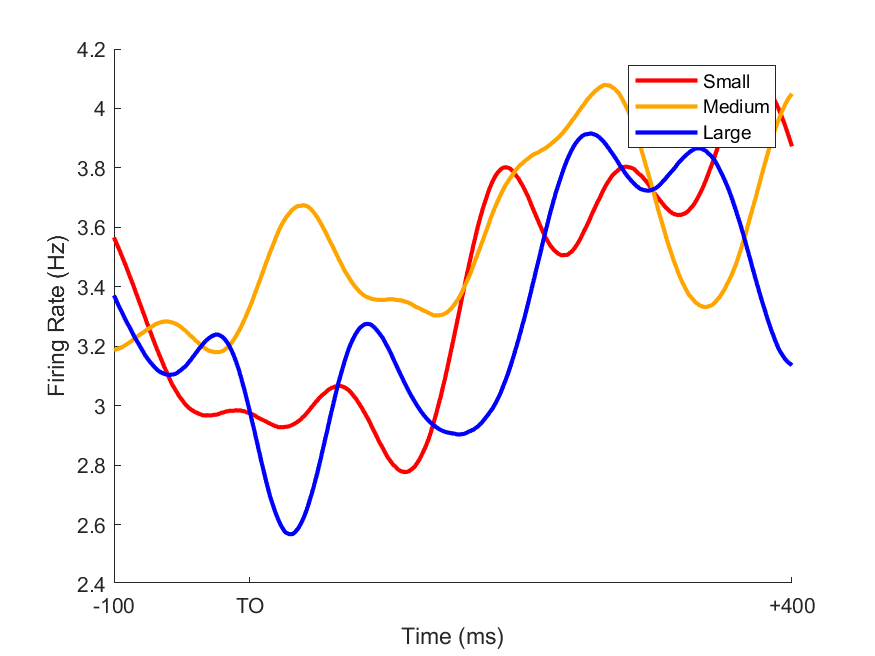 4.2
4
3.8
3.6
3.4
3.2
3
2.8
2.6
2.4
Firing Rate (Hz)
Small
Medium
Large
-100 TO +400
Time (ms)